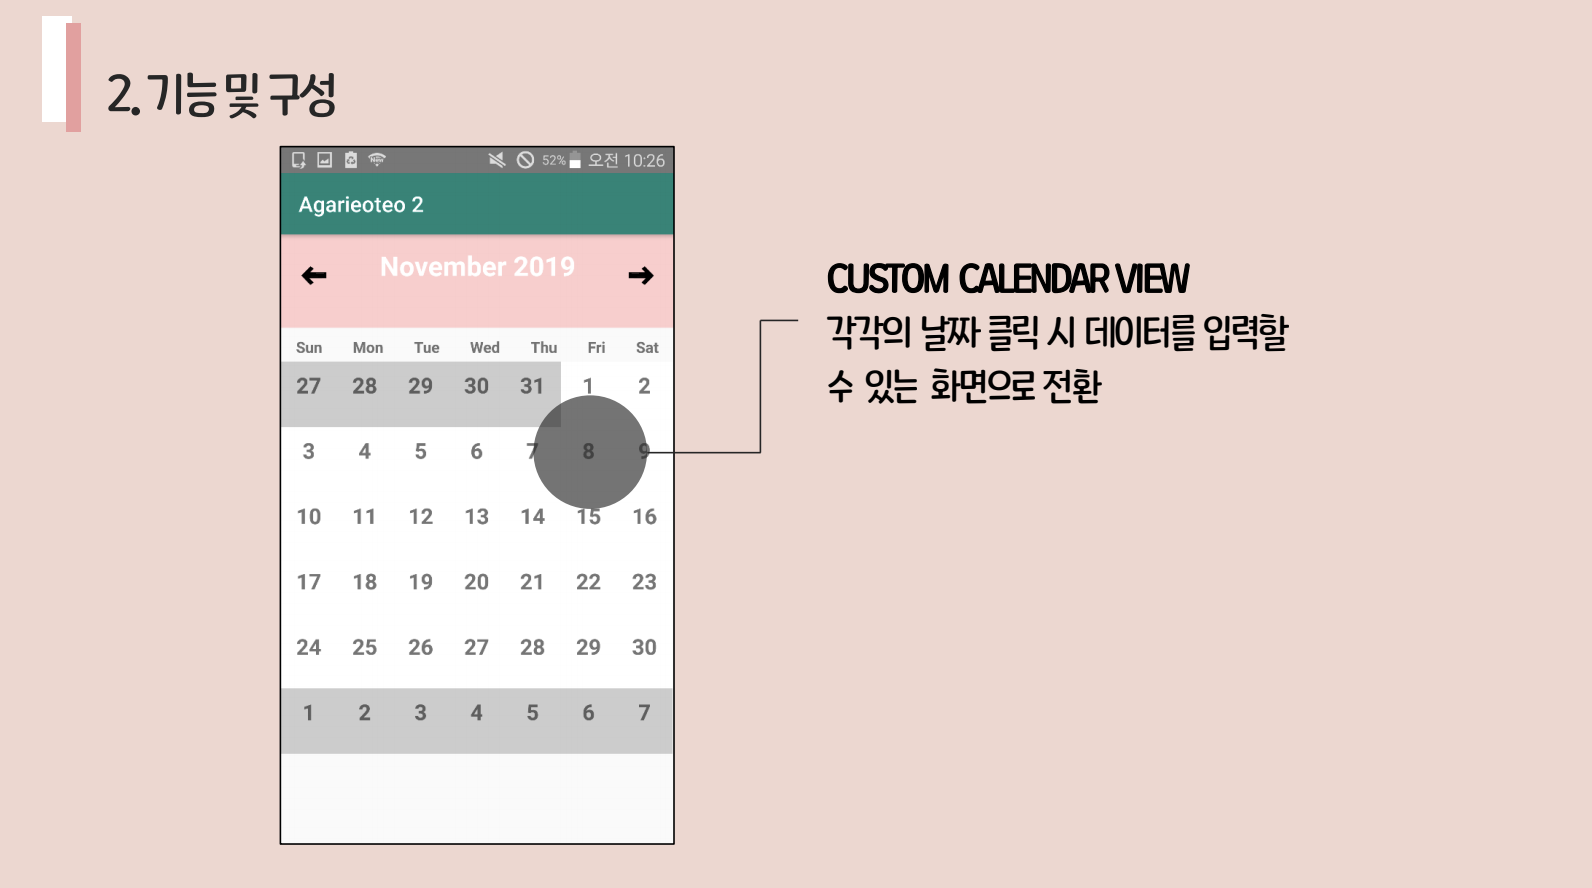 2. 기능 및 구성
52% 오전 10:26
Agarieoteo 2
November 2019
Sun Mon Tue Wed Thu Fri Sat
27 28 29 30 31 1 2
3 4 5 6 7 8 9
10 11 12 13 14 15 16
17 18 19 20 21 22 23
24 25 26 27 28 29 30
1 2 3 4 5 6 7
CUSTOM CALENDAR VIEW
각각의 날짜 클릭 시 데이터를 입력할
수 있는 화면으로 전환